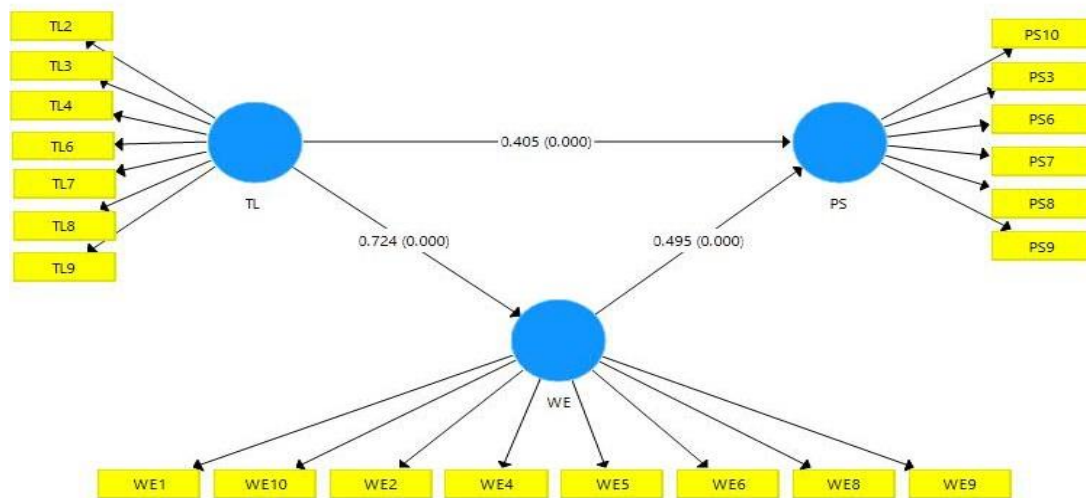 TL2
TL3
TL4
TL6
TL7
TL8
TL9
TL
0.405 (0.000)
PS
PS10
PS3
PS6
PS7
PS8
PS9
0.724 (0.000)
0.495 (0.000)
WE
WE1
WE10
WE2
WE4
WE5
WE6
WE8
WE9